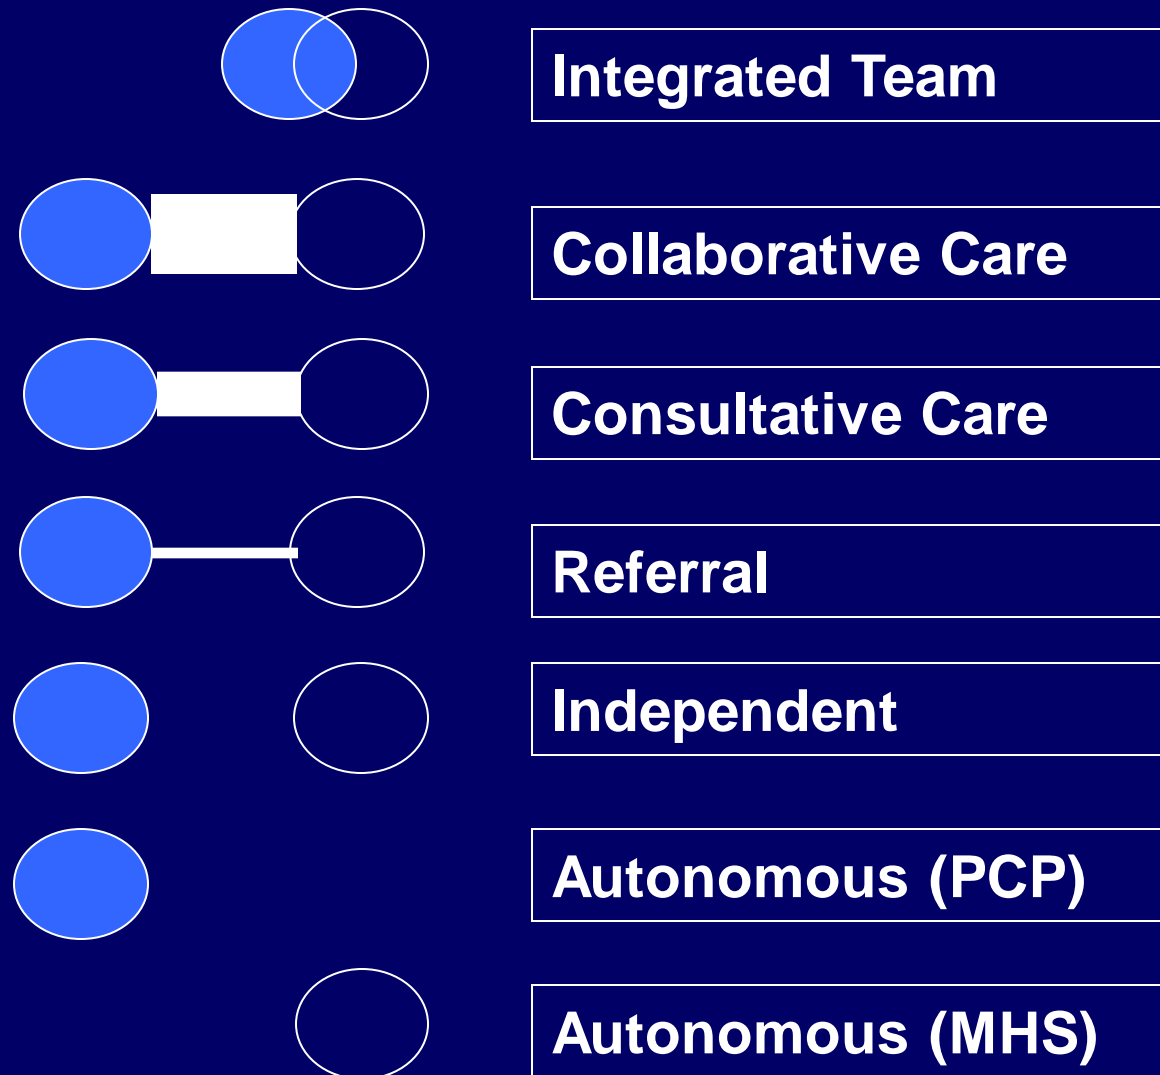 Integrated Team
Collaborative Care
Consultative Care
Referral
Independent
Autonomous (PCP)
Autonomous (MHS)